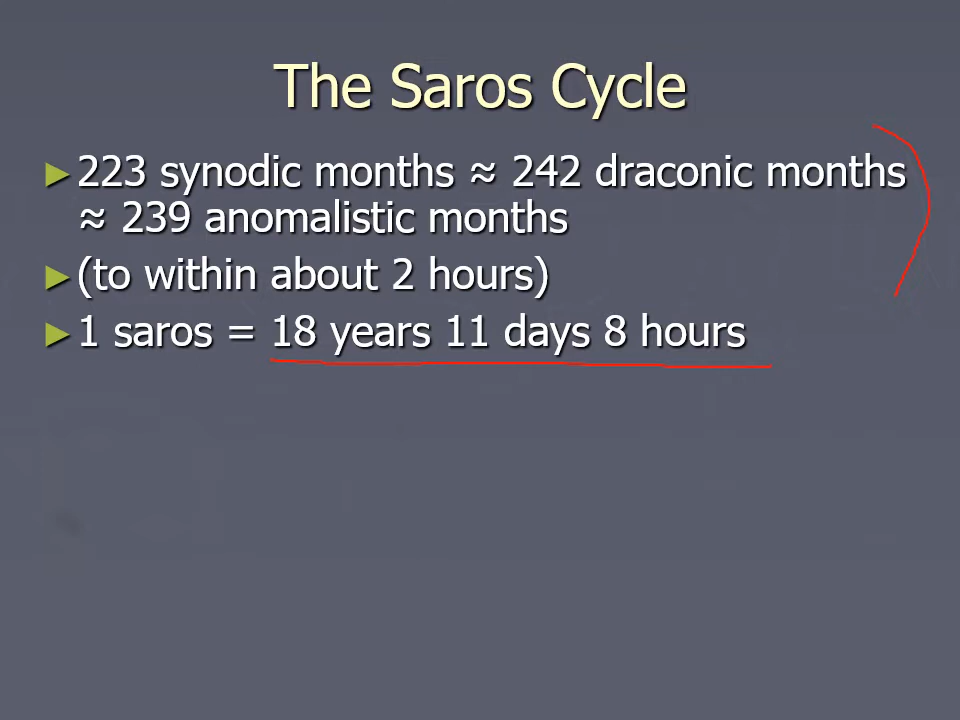 The Saros Cycle
► 223 synodic months ≈ 242 draconic months
≈ 239 anomalistic months
► (to within about 2 hours)
► 1 saros = 18 years 11 days 8 hours